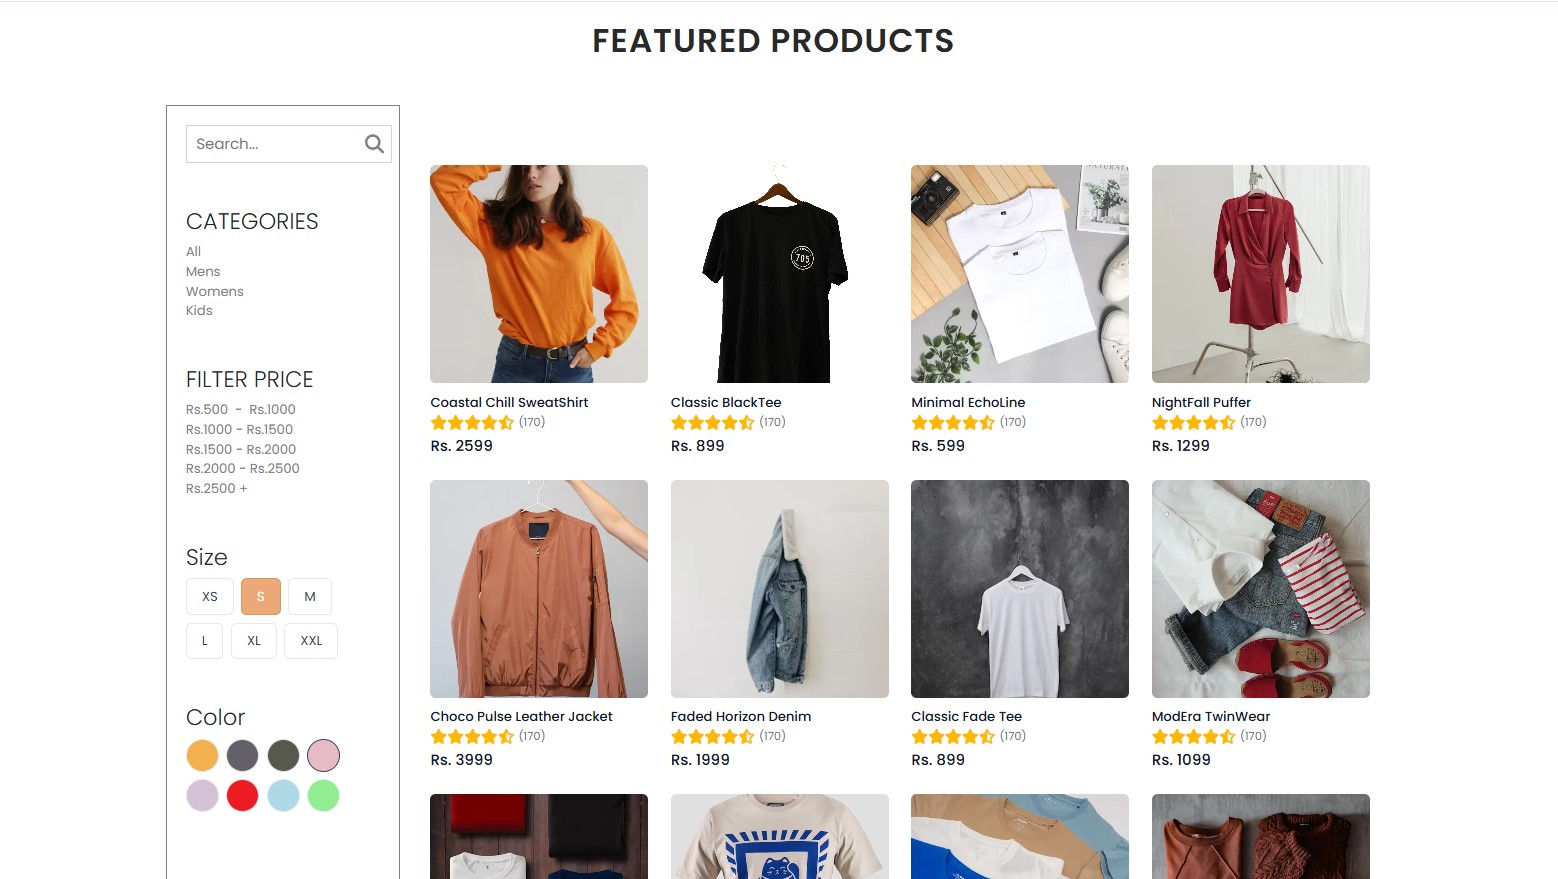 FEATURED PRODUCTS
Search...
CATEGORIES
All
Mens
Womens
Kids
FILTER PRICE
Rs.500 - Rs.1000
Rs.1000 - Rs.1500
Rs.1500 - Rs.2000
Rs.2000 - Rs.2500
Rs.2500 +
Size
XS S M
L XL XXL
Color
705
Coastal Chill SweatShirt
(170)
Rs. 2599
Classic BlackTee
(170)
Rs. 899
Minimal EchoLine
(170)
Rs. 599
NightFall Puffer
(170)
Rs. 1299
Choco Pulse Leather Jacket
(170)
Rs. 3999
Faded Horizon Denim
(170)
Rs. 1999
Classic Fade Tee
(170)
Rs. 899
ModEra TwinWear
(170)
Rs. 1099